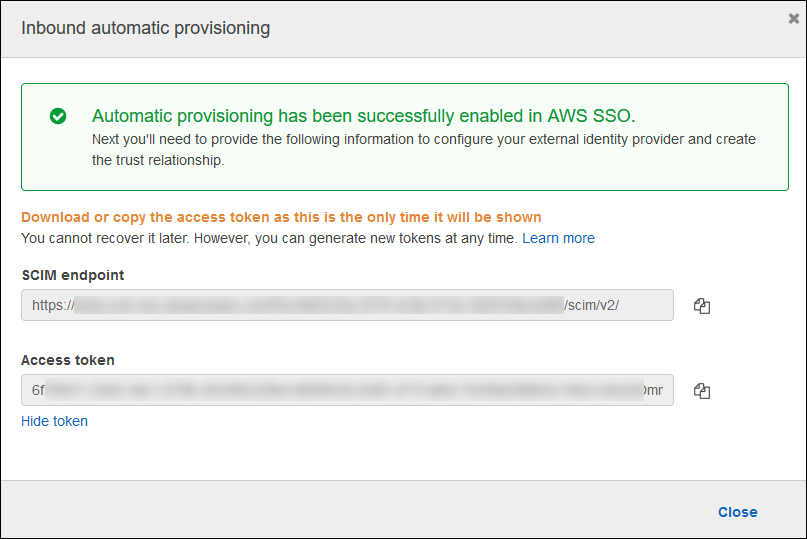 Inbound automatic provisioning
Automatic provisioning has been successfully enabled in AWS SSO.
Next you'll need to provide the following information to configure your external identity provider and create
the trust relationship.
Download or copy the access token as this is the only time it will be shown
You cannot recover it later. However, you can generate new tokens at any time. Learn more
SCIM endpoint
https:// /scim/v2/
Access token
6f mr
Hide token
Close